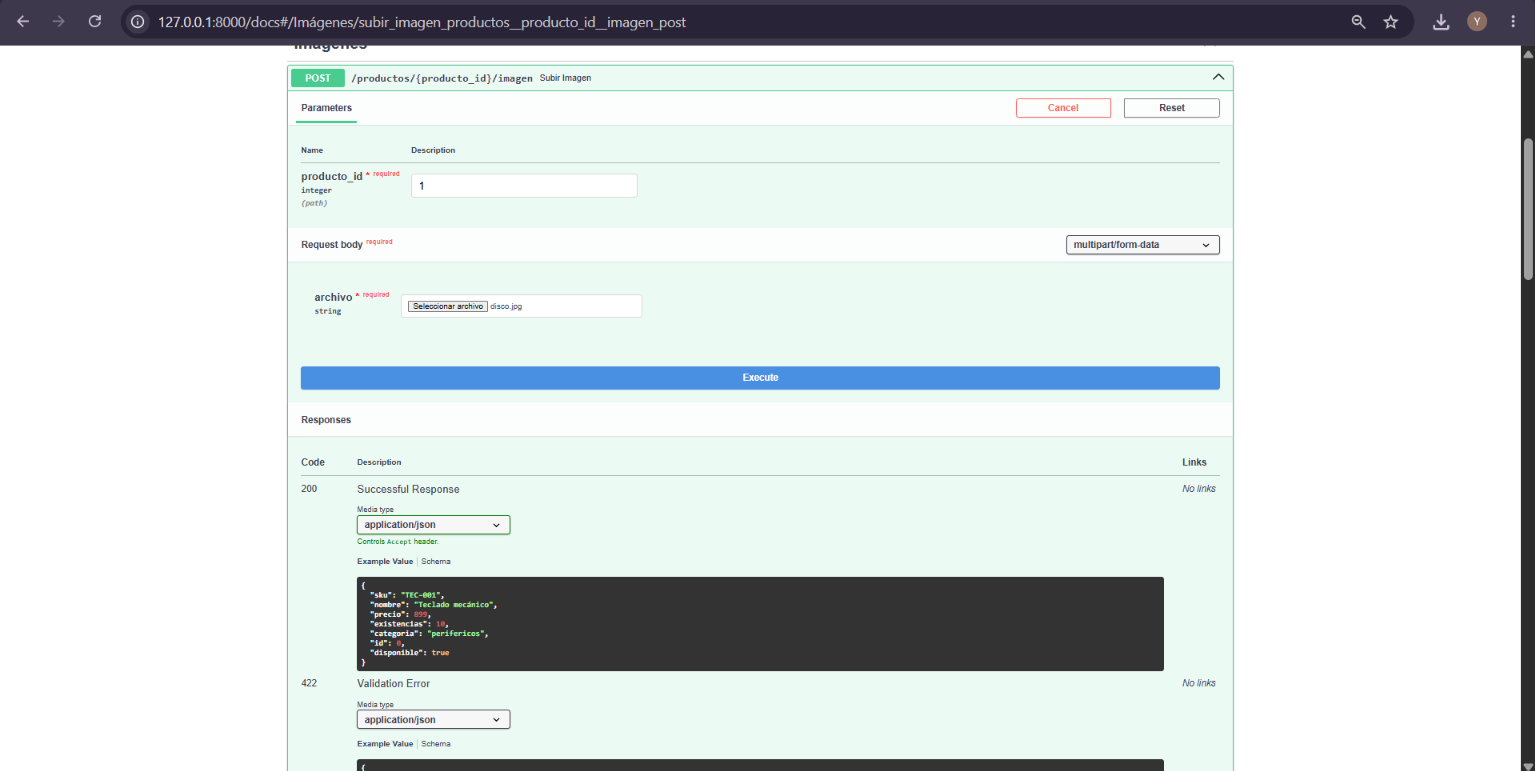 127.0.0.1:8000/docs#/Imágenes/subir_imagen_productos__producto_id__imagen_post
Y
Imágenes
POST /productos/{producto_id}/imagen Subir Imagen
Parameters
Cancel
Reset
Name Description
producto_id * required
integer
(path)
1
Request body required
multipart/form-data
archivo * required
string
Seleccionar archivo disco.jpg
Execute
Responses
Code Description Links
200 Successful Response No links
Media type
application/json
Controls Accept header.
Example Value | Schema
{
"sku": "TEC-001",
"nombre": "Teclado mecánico",
"precio": 899,
"existencias": 10,
"categoria": "perifericos",
"id": 0,
"disponible": true
}
422 Validation Error No links
Media type
application/json
Example Value | Schema
{